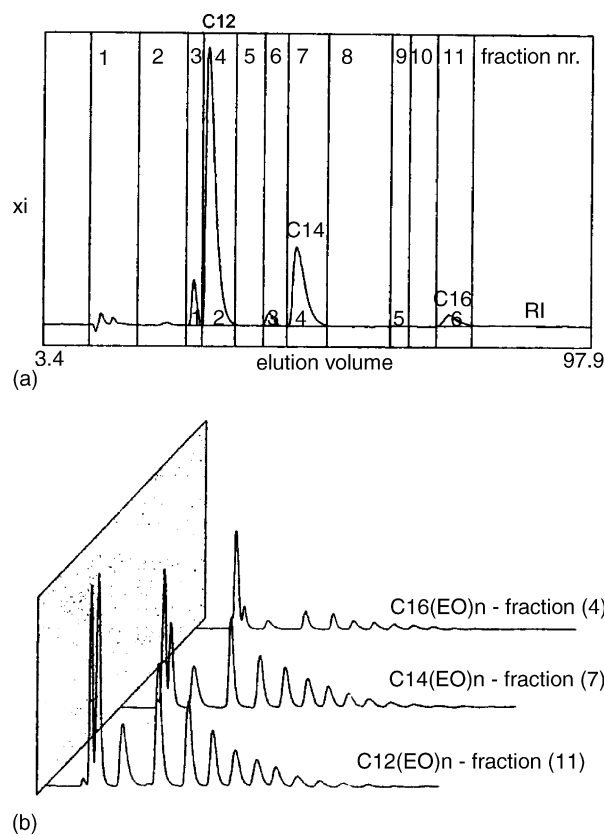 C12
1 2 3 4 5 6 7 8 9 10 11 fraction nr.
xi
C14
C16
1 2 3 4 5 6 RI
3.4 elution volume 97.9
(a)
C16(EO)n - fraction (4)
C14(EO)n - fraction (7)
C12(EO)n - fraction (11)
(b)